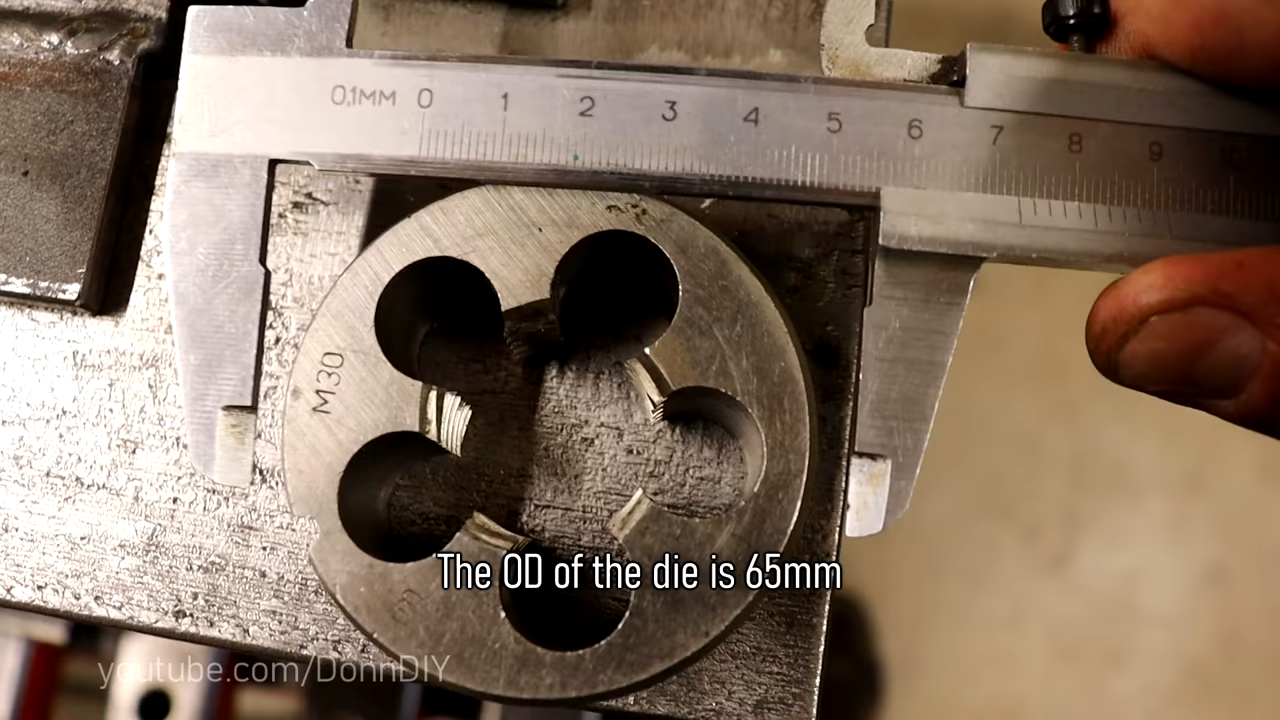 0,1MM 0 1 2 3 4 5 6 7 8 9 10
M30
The OD of the die is 65mm
youtube.com/DonnDIY